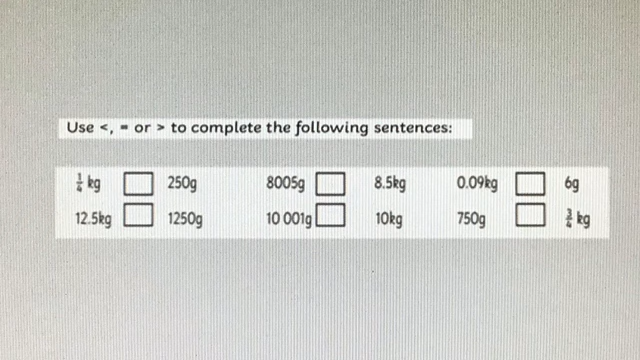 Use <, = or > to complete the following sentences:
¼ kg 250g 8005g 8.5kg 0.09kg 6g
12.5kg 1250g 10 001g 10kg 750g ¾ kg